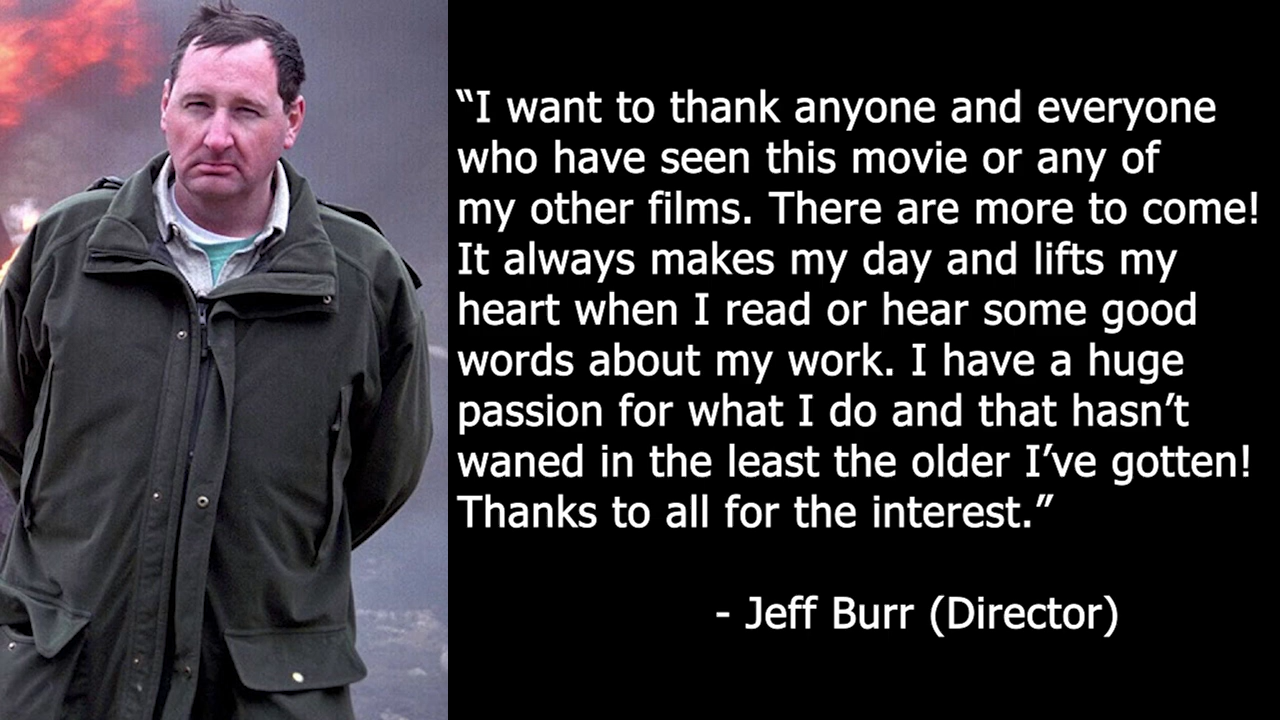 “I want to thank anyone and everyone
who have seen this movie or any of
my other films. There are more to come!
It always makes my day and lifts my
heart when I read or hear some good
words about my work. I have a huge
passion for what I do and that hasn’t
waned in the least the older I’ve gotten!
Thanks to all for the interest.”
- Jeff Burr (Director)